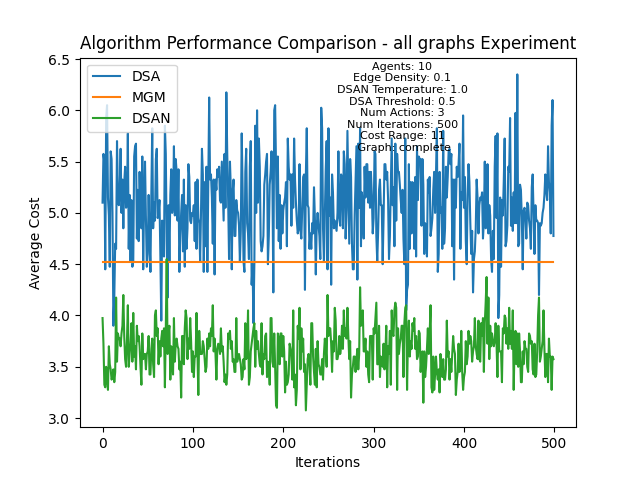 Algorithm Performance Comparison - all graphs Experiment
DSA
MGM
DSAN
Agents: 10
Edge Density: 0.1
DSAN Temperature: 1.0
DSA Threshold: 0.5
Num Actions: 3
Num Iterations: 500
Cost Range: 11
Graph: complete
Average Cost
6.5
6.0
5.5
5.0
4.5
4.0
3.5
3.0
0 100 200 300 400 500
Iterations